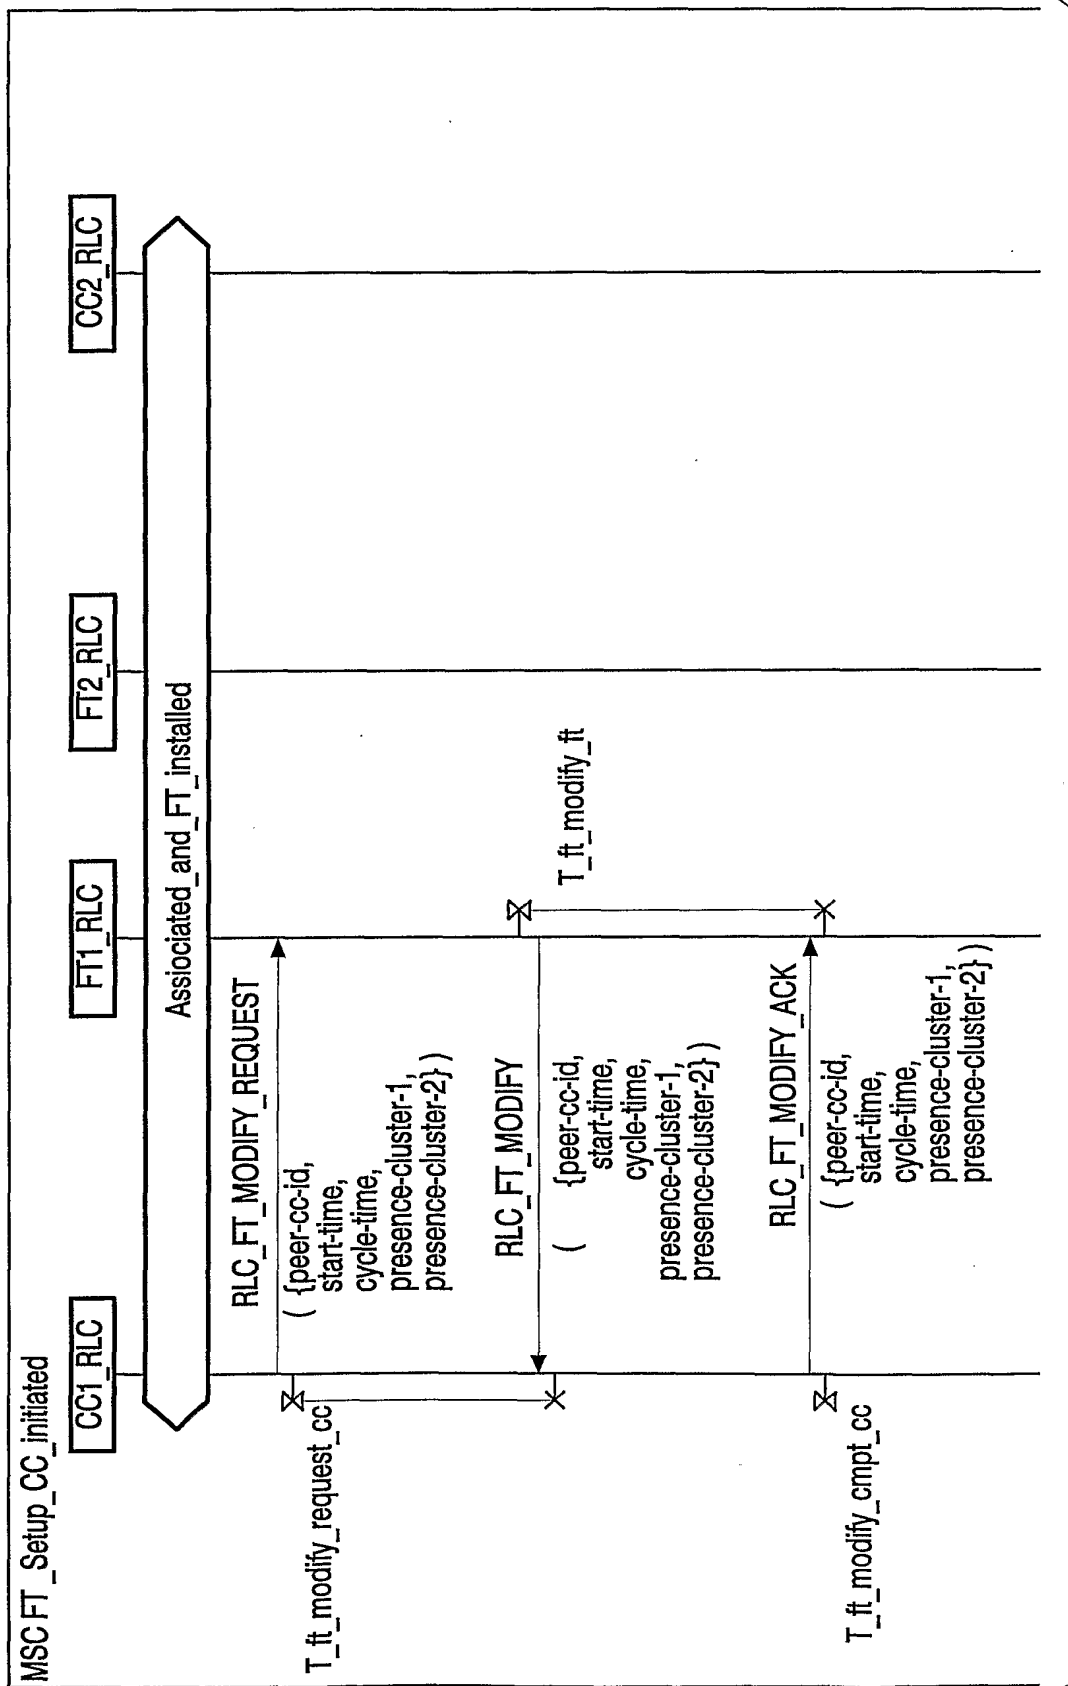 MSC FT_Setup_CC_initiated
CC1_RLC
FT1_RLC
FT2_RLC
CC2_RLC
Assiociated_and_FT_installed
RLC_FT_MODIFY_REQUEST
( {peer-cc-id,
start-time,
cycle-time,
presence-cluster-1,
presence-cluster-2} )
T_ft_modify_request_cc
RLC_FT_MODIFY
( {peer-cc-id,
start-time,
cycle-time,
presence-cluster-1,
presence-cluster-2} )
T_ft_modify_ft
RLC_FT_MODIFY_ACK
( {peer-cc-id,
start-time,
cycle-time,
presence-cluster-1,
presence-cluster-2} )
T_ft_modify_cmpt_cc